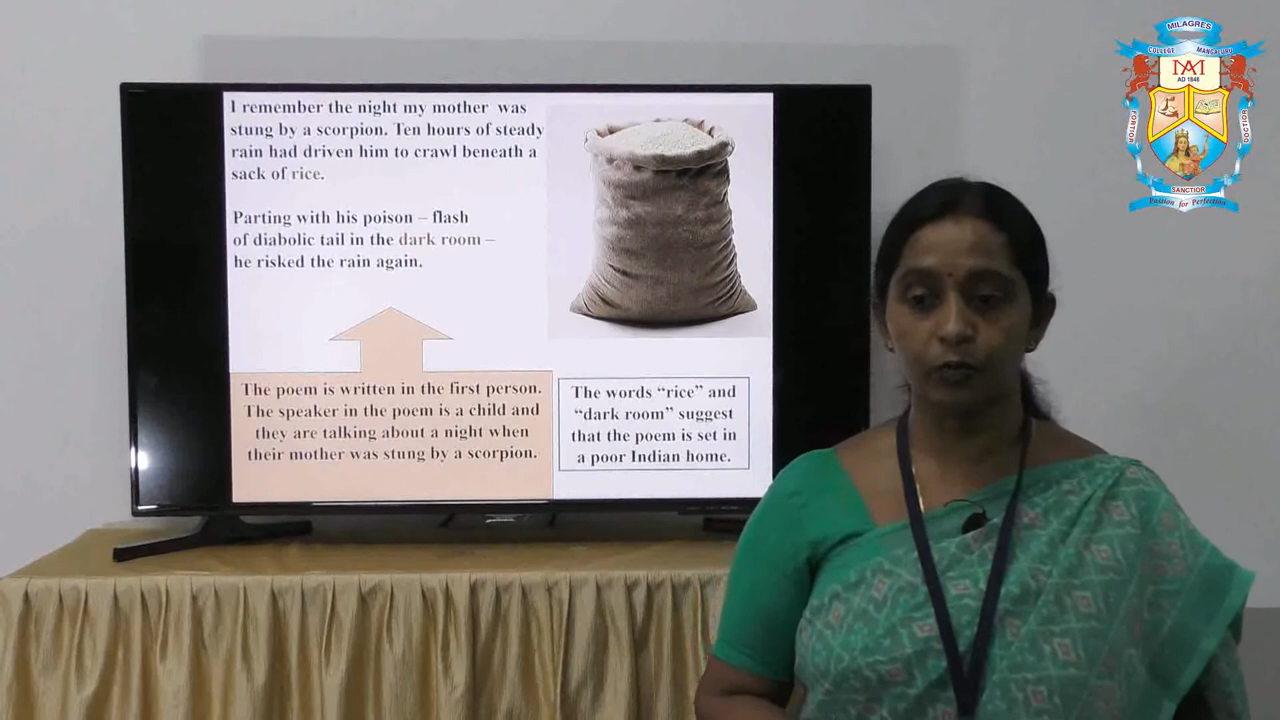 I remember the night my mother was
stung by a scorpion. Ten hours of steady
rain had driven him to crawl beneath a
sack of rice.
Parting with his poison – flash
of diabolic tail in the dark room –
he risked the rain again.
The poem is written in the first person.
The speaker in the poem is a child and
they are talking about a night when
their mother was stung by a scorpion.
The words “rice” and
“dark room” suggest
that the poem is set in
a poor Indian home.
MILAGRES
COLLEGE MANGALURU
AD 1848
FORTIOR
DOCTIOR
SANCTIOR
Passion for Perfection